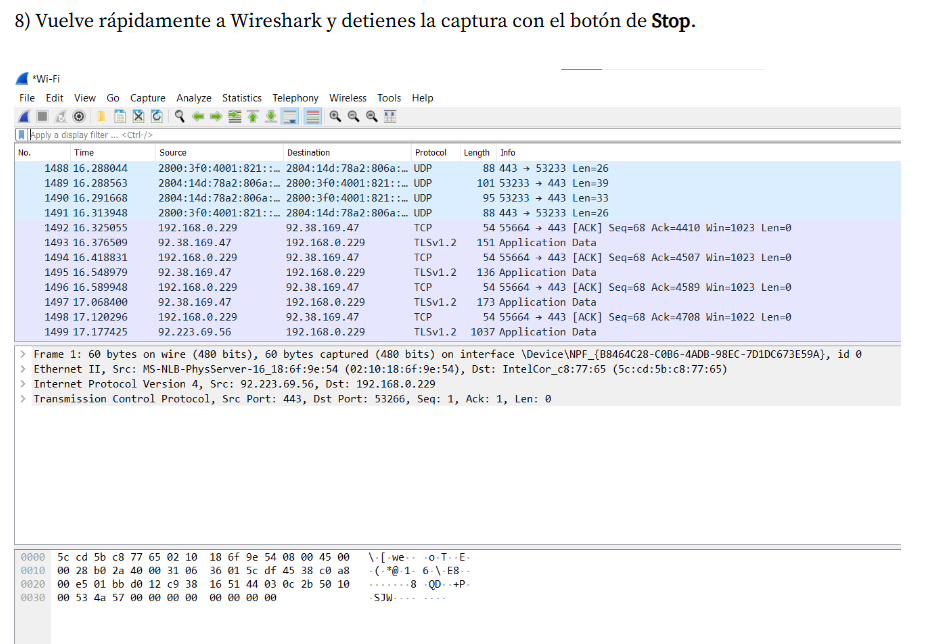 8) Vuelve rápidamente a Wireshark y detienes la captura con el botón de Stop.
*Wi-Fi
File Edit View Go Capture Analyze Statistics Telephony Wireless Tools Help
Apply a display filter ... <Ctrl-/>
No. Time Source Destination Protocol Length Info
1488 16.288044 2800:3f0:4001:821::… 2804:14d:78a2:806a:… UDP 88 443 → 53233 Len=26
1489 16.288563 2804:14d:78a2:806a:… 2800:3f0:4001:821::… UDP 101 53233 → 443 Len=39
1490 16.291668 2804:14d:78a2:806a:… 2800:3f0:4001:821::… UDP 95 53233 → 443 Len=33
1491 16.313948 2800:3f0:4001:821::… 2804:14d:78a2:806a:… UDP 88 443 → 53233 Len=26
1492 16.325055 192.168.0.229 92.38.169.47 TCP 54 55664 → 443 [ACK] Seq=68 Ack=4410 Win=1023 Len=0
1493 16.376509 92.38.169.47 192.168.0.229 TLSv1.2 151 Application Data
1494 16.418831 192.168.0.229 92.38.169.47 TCP 54 55664 → 443 [ACK] Seq=68 Ack=4507 Win=1023 Len=0
1495 16.548979 92.38.169.47 192.168.0.229 TLSv1.2 136 Application Data
1496 16.589948 192.168.0.229 92.38.169.47 TCP 54 55664 → 443 [ACK] Seq=68 Ack=4589 Win=1023 Len=0
1497 17.068400 92.38.169.47 192.168.0.229 TLSv1.2 173 Application Data
1498 17.120296 192.168.0.229 92.38.169.47 TCP 54 55664 → 443 [ACK] Seq=68 Ack=4708 Win=1022 Len=0
1499 17.177425 92.223.69.56 192.168.0.229 TLSv1.2 1037 Application Data
> Frame 1: 60 bytes on wire (480 bits), 60 bytes captured (480 bits) on interface \Device\NPF_{B8464C28-C0B6-4ADB-98EC-7D1DC673E59A}, id 0
> Ethernet II, Src: MS-NLB-PhysServer-16_18:6f:9e:54 (02:10:18:6f:9e:54), Dst: IntelCor_c8:77:65 (5c:cd:5b:c8:77:65)
> Internet Protocol Version 4, Src: 92.223.69.56, Dst: 192.168.0.229
> Transmission Control Protocol, Src Port: 443, Dst Port: 53266, Seq: 1, Ack: 1, Len: 0
0000 5c cd 5b c8 77 65 02 10 18 6f 9e 54 08 00 45 00 \·[·we·· ·o·T··E·
0010 00 28 b0 2a 40 00 31 06 36 01 5c df 45 38 c0 a8 ·(·*@·1· 6·\·E8··
0020 00 e5 01 bb d0 12 c9 38 16 51 44 03 0c 2b 50 10 ·······8 ·QD··+P·
0030 00 53 4a 57 00 00 00 00 00 00 00 00 ·SJW···· ····